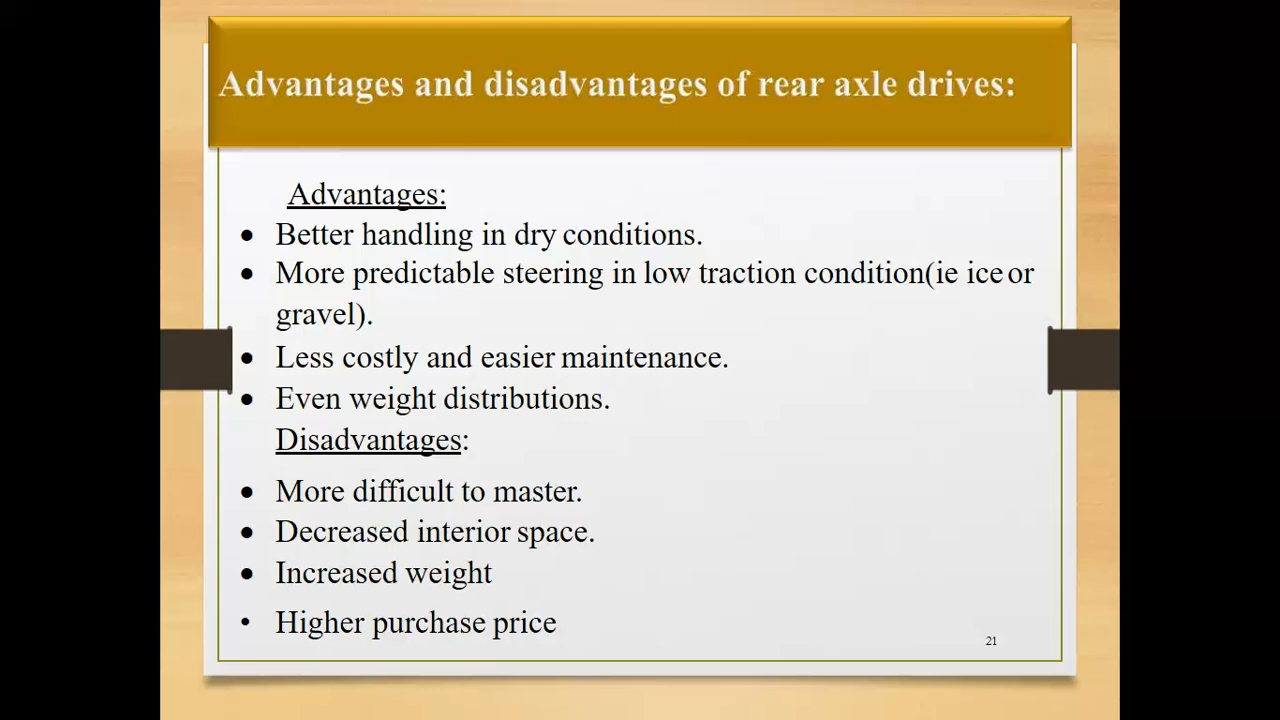 Advantages and disadvantages of rear axle drives:
Advantages:
• Better handling in dry conditions.
• More predictable steering in low traction condition(ie ice or
gravel).
• Less costly and easier maintenance.
• Even weight distributions.
Disadvantages:
• More difficult to master.
• Decreased interior space.
• Increased weight
• Higher purchase price
21